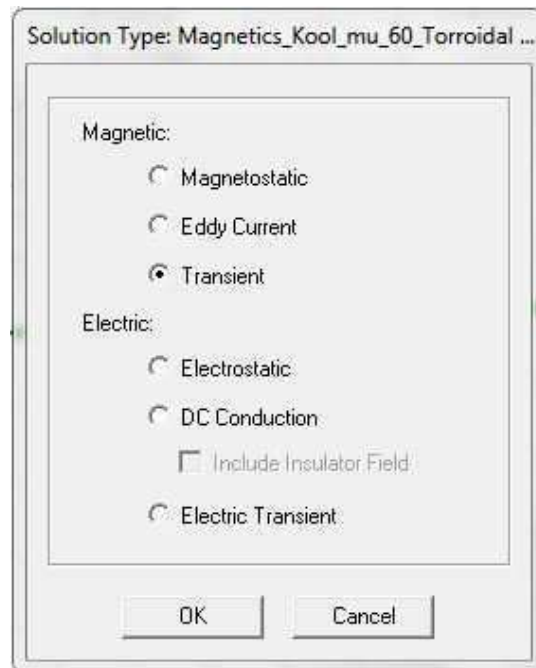 Solution Type: Magnetics_Kool_mu_60_Torroidal ...
Magnetic:
Magnetostatic
Eddy Current
Transient
Electric:
Electrostatic
DC Conduction
Include Insulator Field
Electric Transient
OK Cancel